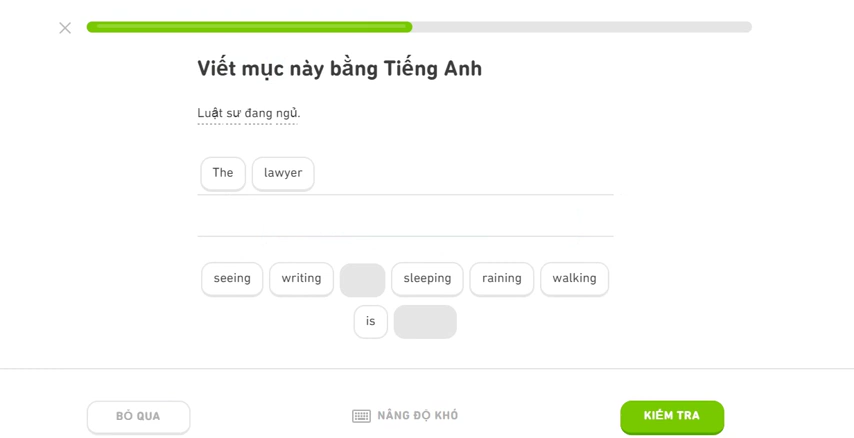 Viết mục này bằng Tiếng Anh
Luật sư đang ngủ.
The lawyer
seeing writing sleeping raining walking
is
BỎ QUA NÂNG ĐỘ KHÓ KIỂM TRA